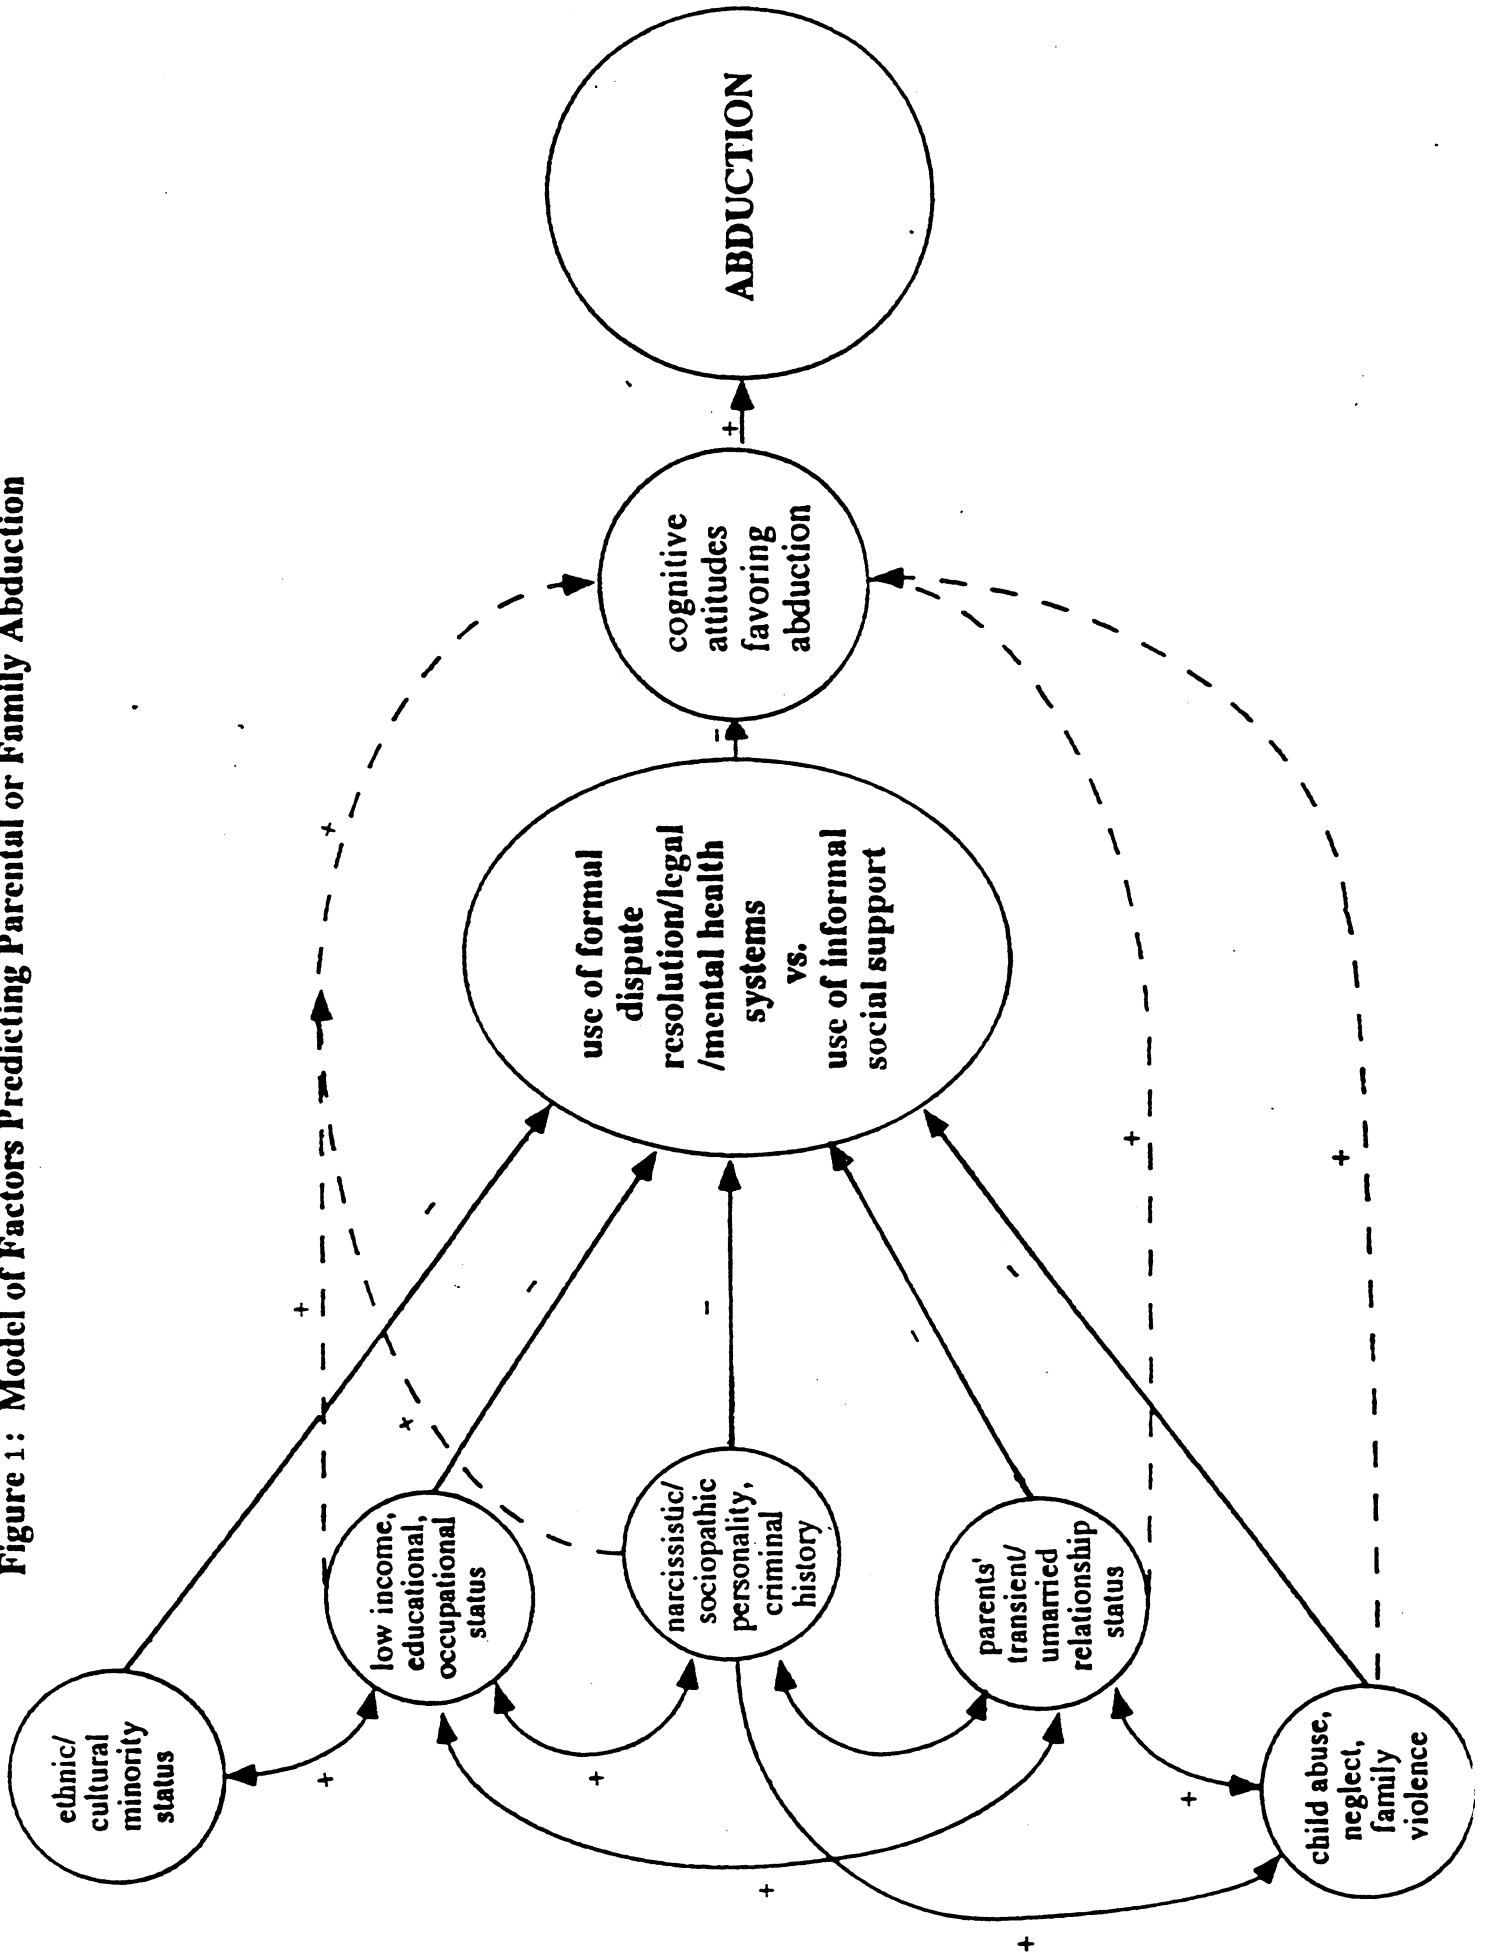 Figure 1: Model of Factors Predicting Parental or Family Abduction
ethnic/
cultural
minority
status
low income,
educational,
occupational
status
narcissistic/
sociopathic
personality,
criminal
history
parents'
transient/
umarried
relationship
status
child abuse,
neglect,
family
violence
use of formal
dispute
resolution/legal
/mental health
systems
vs.
use of informal
social support
cognitive
attitudes
favoring
abduction
ABDUCTION
+
+
+
+
+
+
+
+
+
+
+
-
-
-
-
-
-
+